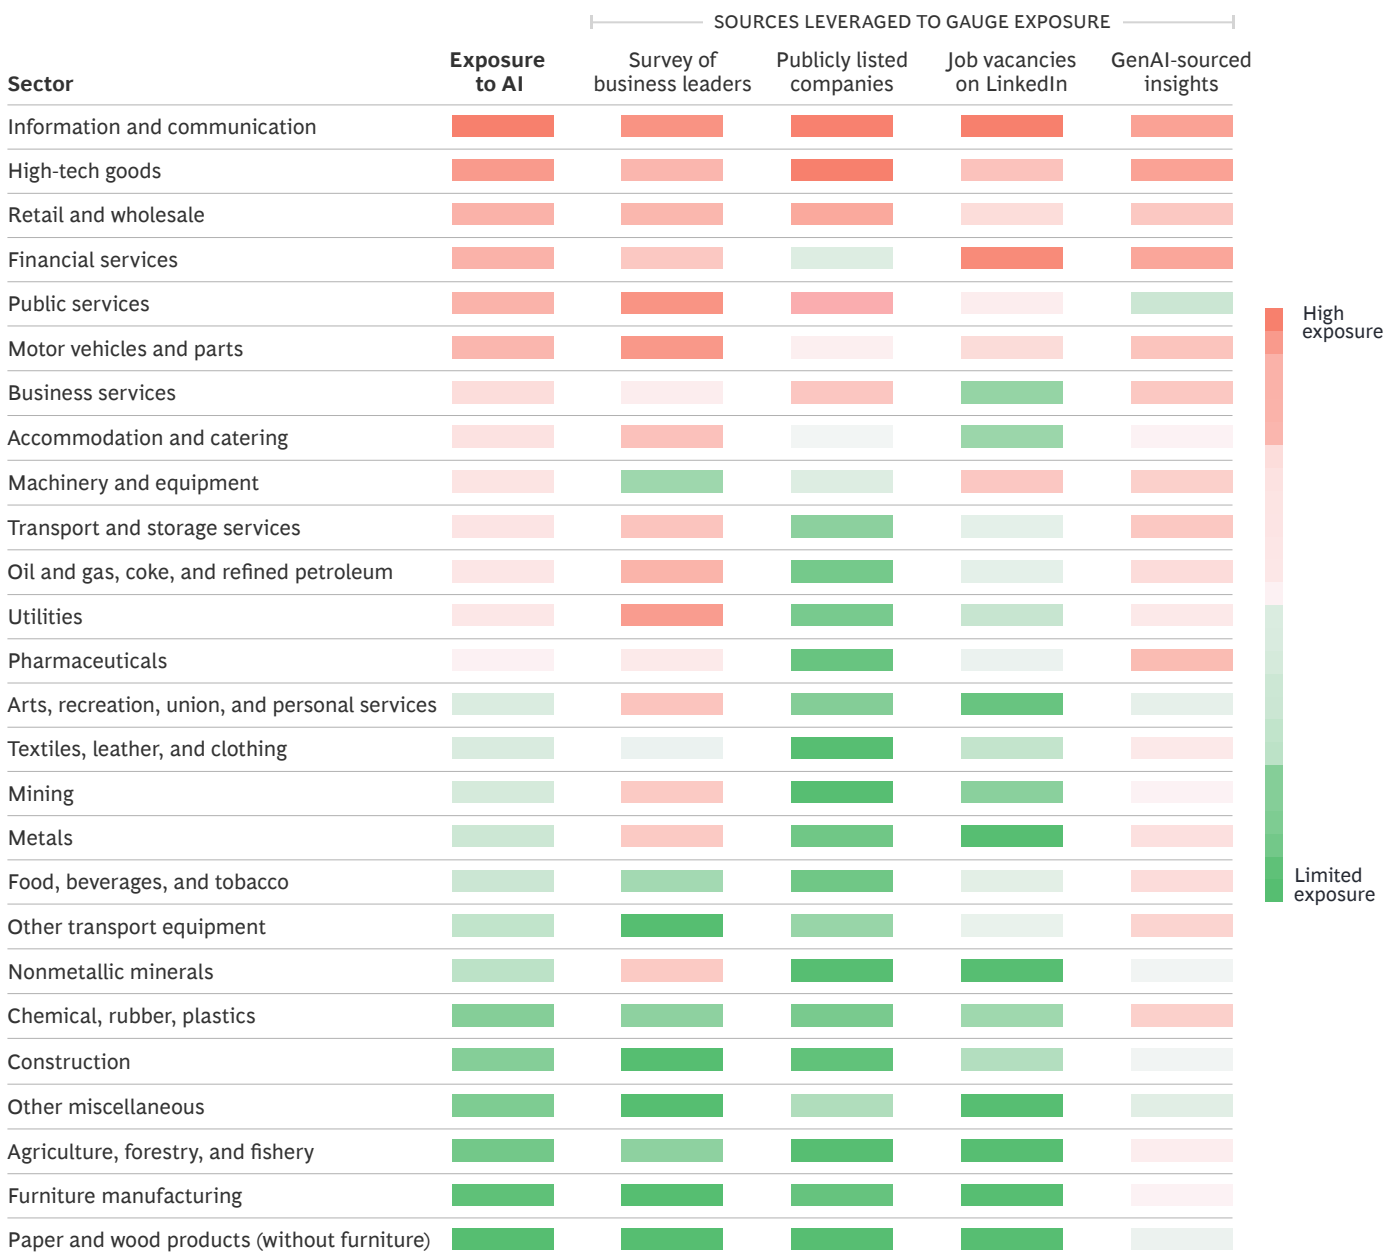 SOURCES LEVERAGED TO GAUGE EXPOSURE
Sector
Exposure
to AI
Survey of
business leaders
Publicly listed
companies
Job vacancies
on LinkedIn
GenAI-sourced
insights
Information and communication
High-tech goods
Retail and wholesale
Financial services
Public services
Motor vehicles and parts
Business services
Accommodation and catering
Machinery and equipment
Transport and storage services
Oil and gas, coke, and refined petroleum
Utilities
Pharmaceuticals
Arts, recreation, union, and personal services
Textiles, leather, and clothing
Mining
Metals
Food, beverages, and tobacco
Other transport equipment
Nonmetallic minerals
Chemical, rubber, plastics
Construction
Other miscellaneous
Agriculture, forestry, and fishery
Furniture manufacturing
Paper and wood products (without furniture)
High
exposure
Limited
exposure